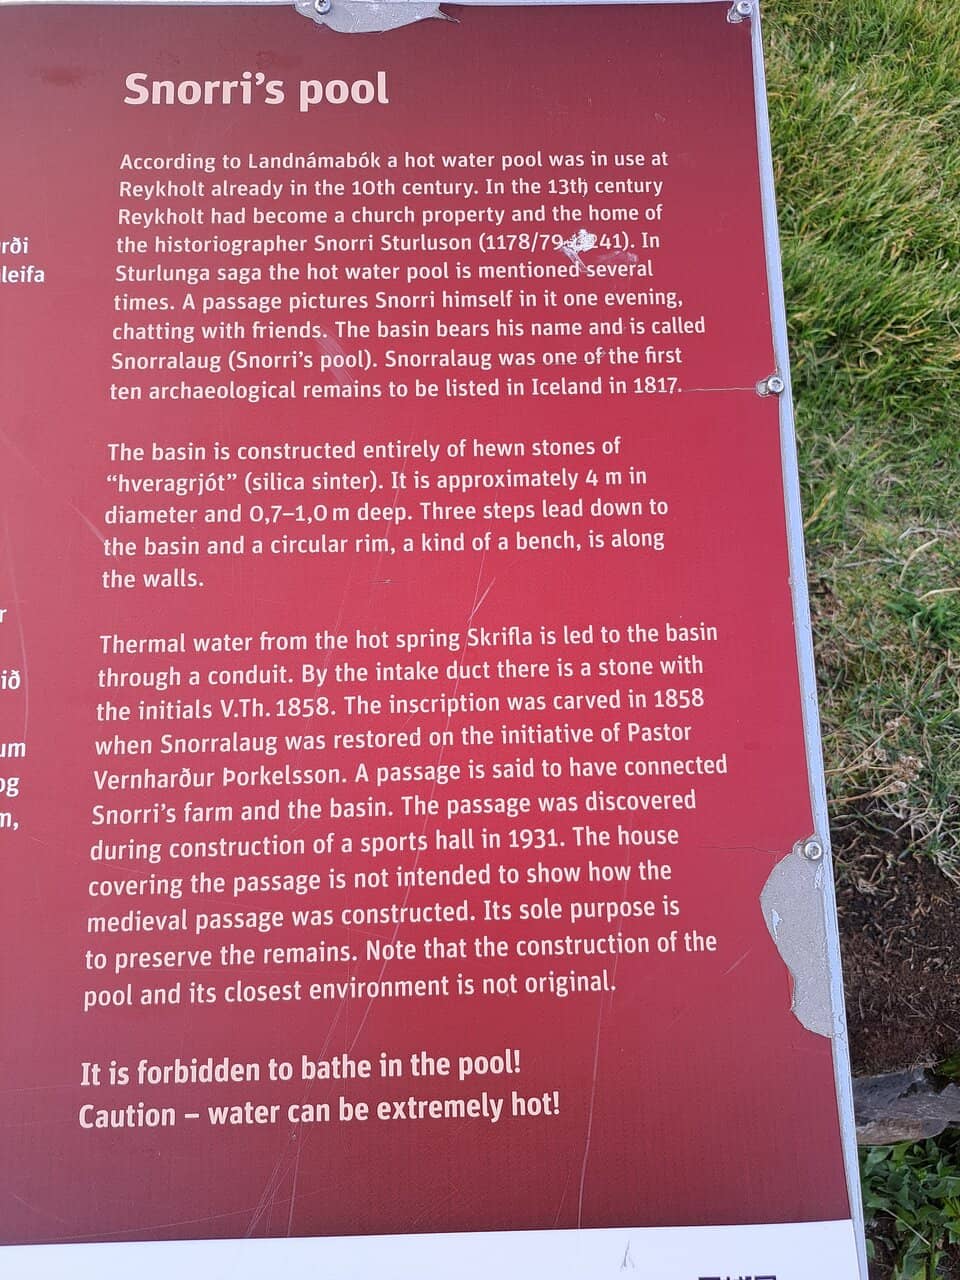 Snorri's pool
According to Landnámabók a hot water pool was in use at
Reykholt already in the 10th century. In the 13th century
Reykholt had become a church property and the home of
the historiographer Snorri Sturluson (1178/79–1241). In
Sturlunga saga the hot water pool is mentioned several
times. A passage pictures Snorri himself in it one evening,
chatting with friends. The basin bears his name and is called
Snorralaug (Snorri's pool). Snorralaug was one of the first
ten archaeological remains to be listed in Iceland in 1817.
The basin is constructed entirely of hewn stones of
“hveragrjót” (silica sinter). It is approximately 4 m in
diameter and 0,7–1,0 m deep. Three steps lead down to
the basin and a circular rim, a kind of a bench, is along
the walls.
Thermal water from the hot spring Skrifla is led to the basin
through a conduit. By the intake duct there is a stone with
the initials V.Th. 1858. The inscription was carved in 1858
when Snorralaug was restored on the initiative of Pastor
Vernharður Þorkelsson. A passage is said to have connected
Snorri's farm and the basin. The passage was discovered
during construction of a sports hall in 1931. The house
covering the passage is not intended to show how the
medieval passage was constructed. Its sole purpose is
to preserve the remains. Note that the construction of the
pool and its closest environment is not original.
It is forbidden to bathe in the pool!
Caution – water can be extremely hot!